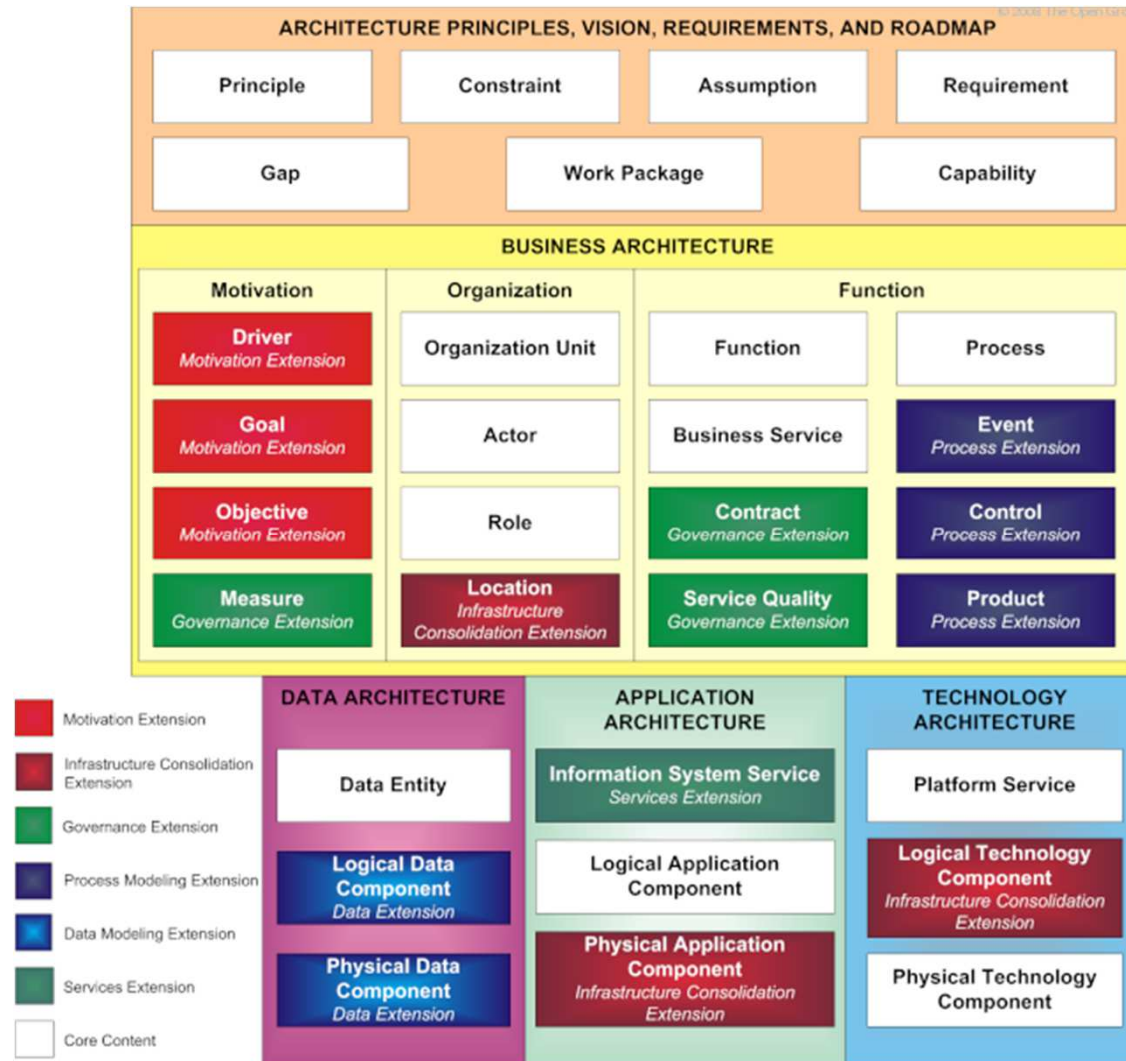 © 2008 The Open Gro
ARCHITECTURE PRINCIPLES, VISION, REQUIREMENTS, AND ROADMAP
Principle
Constraint
Assumption
Requirement
Gap
Work Package
Capability
BUSINESS ARCHITECTURE
Motivation
Organization
Function
Driver
Motivation Extension
Organization Unit
Function
Process
Goal
Motivation Extension
Actor
Business Service
Event
Process Extension
Objective
Motivation Extension
Role
Contract
Governance Extension
Control
Process Extension
Measure
Governance Extension
Location
Infrastructure
Consolidation Extension
Service Quality
Governance Extension
Product
Process Extension
Motivation Extension
Infrastructure Consolidation
Extension
Governance Extension
Process Modeling Extension
Data Modeling Extension
Services Extension
Core Content
DATA ARCHITECTURE
Data Entity
Logical Data
Component
Data Extension
Physical Data
Component
Data Extension
APPLICATION
ARCHITECTURE
Information System Service
Services Extension
Logical Application
Component
Physical Application
Component
Infrastructure Consolidation
Extension
TECHNOLOGY
ARCHITECTURE
Platform Service
Logical Technology
Component
Infrastructure Consolidation
Extension
Physical Technology
Component